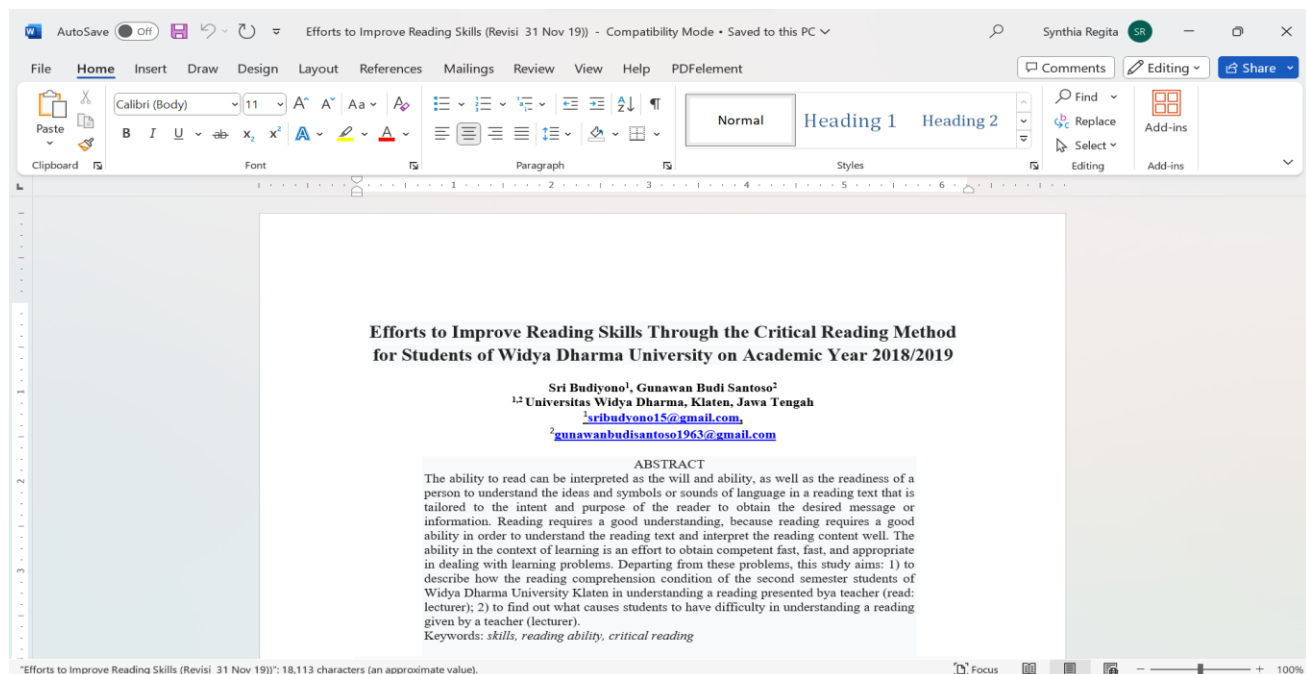 AutoSave Off Efforts to Improve Reading Skills (Revisi 31 Nov 19)) - Compatibility Mode • Saved to this PC Synthia Regita SR
File Home Insert Draw Design Layout References Mailings Review View Help PDFelement Comments Editing Share
Calibri (Body) 11 A^ Aˇ Aa A Normal Heading 1 Heading 2 Find
Paste B I U ab x₂ x² A A Replace Add-ins
Select
Clipboard Font Paragraph Styles Editing Add-ins
1 2 3 4 5 6
Efforts to Improve Reading Skills Through the Critical Reading Method
for Students of Widya Dharma University on Academic Year 2018/2019
Sri Budiyono¹, Gunawan Budi Santoso²
¹,² Universitas Widya Dharma, Klaten, Jawa Tengah
¹sribudyono15@gmail.com,
²gunawanbudisantoso1963@gmail.com
ABSTRACT
The ability to read can be interpreted as the will and ability, as well as the readiness of a
person to understand the ideas and symbols or sounds of language in a reading text that is
tailored to the intent and purpose of the reader to obtain the desired message or
information. Reading requires a good understanding, because reading requires a good
ability in order to understand the reading text and interpret the reading content well. The
ability in the context of learning is an effort to obtain competent fast, fast, and appropriate
in dealing with learning problems. Departing from these problems, this study aims: 1) to
describe how the reading comprehension condition of the second semester students of
Widya Dharma University Klaten in understanding a reading presented bya teacher (read:
lecturer); 2) to find out what causes students to have difficulty in understanding a reading
given by a teacher (lecturer).
Keywords: skills, reading ability, critical reading
"Efforts to Improve Reading Skills (Revisi 31 Nov 19))": 18,113 characters (an approximate value). Focus 100%